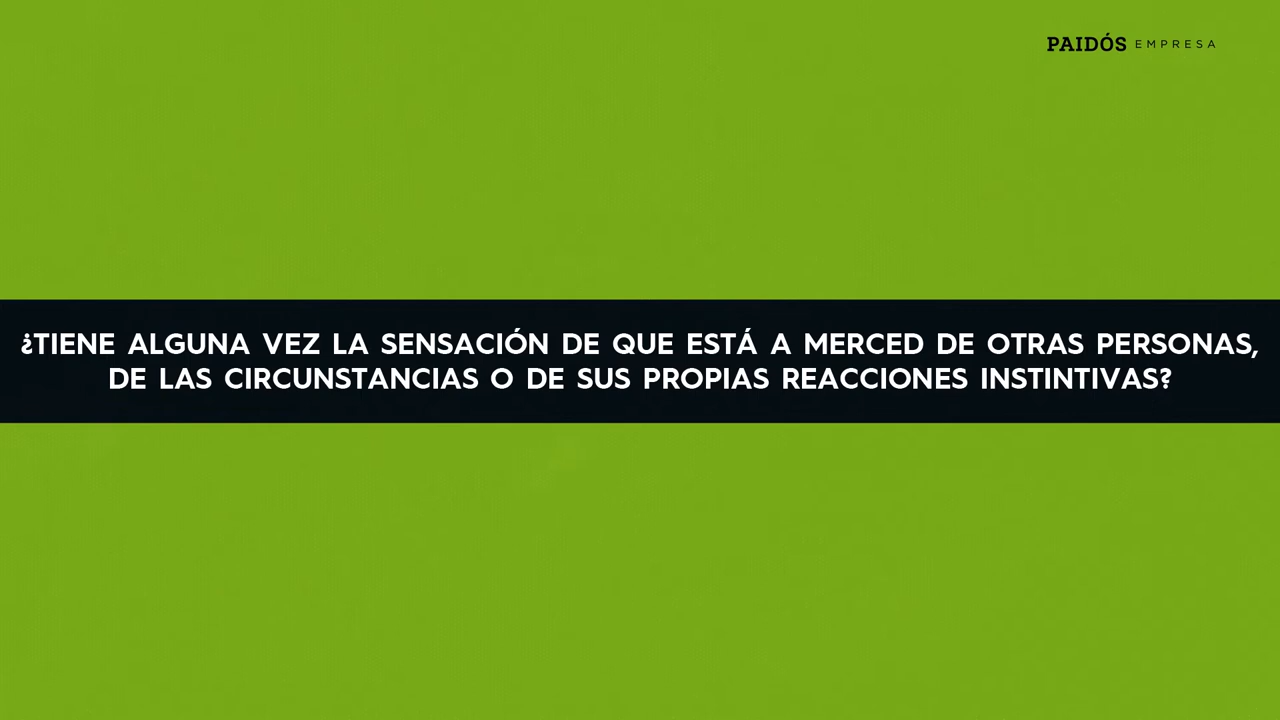 PAIDÓS EMPRESA
¿TIENE ALGUNA VEZ LA SENSACIÓN DE QUE ESTÁ A MERCED DE OTRAS PERSONAS,
DE LAS CIRCUNSTANCIAS O DE SUS PROPIAS REACCIONES INSTINTIVAS?